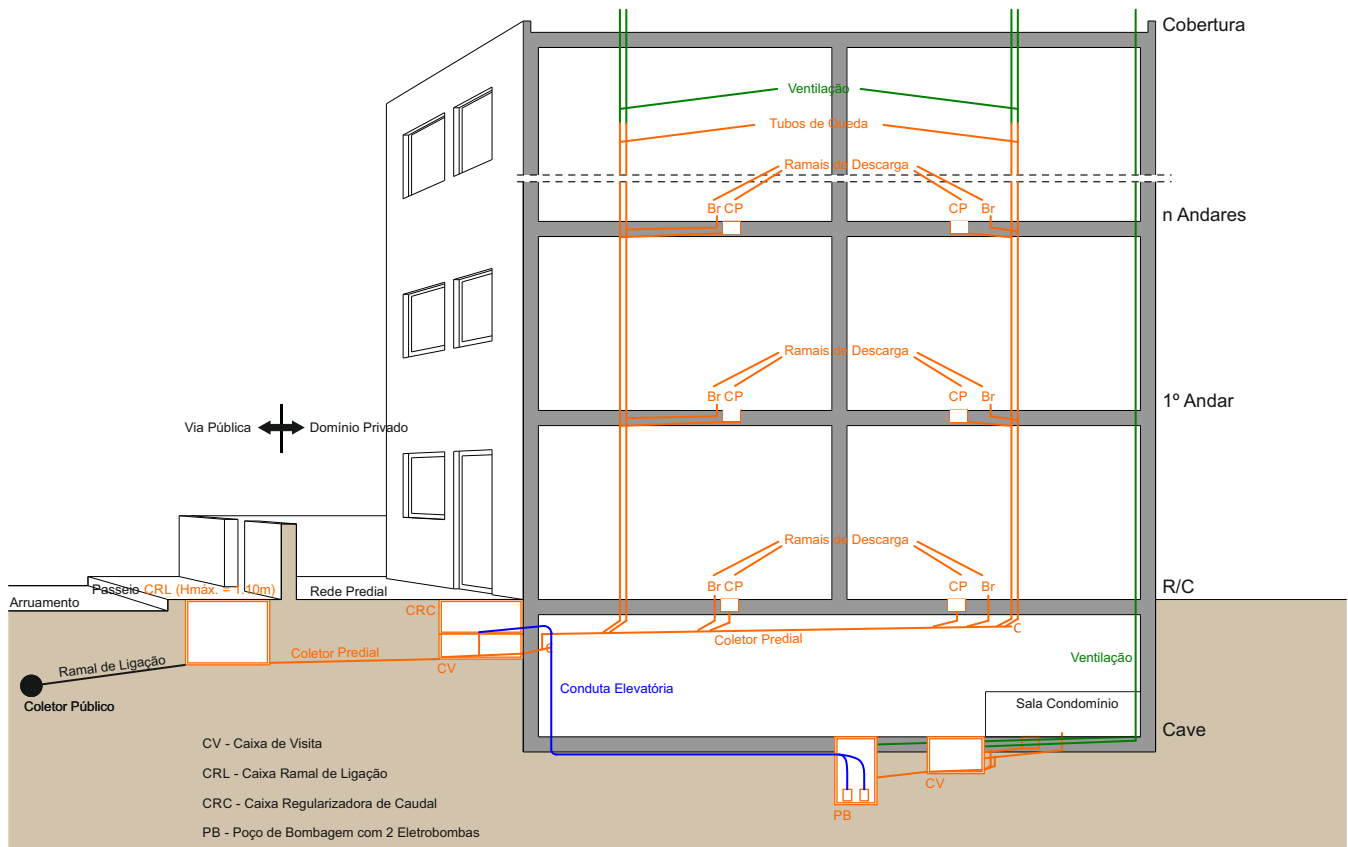 Cobertura
Ventilação
Tubos de Queda
Ramais de Descarga
Br CP
CP Br
n Andares
Ramais de Descarga
Br CP
CP Br
1º Andar
Via Pública
Domínio Privado
Ramais de Descarga
Br CP
CP Br
R/C
Passeio CRL (Hmáx. = 1.10m)
Rede Predial
Arruamento
CRC
C
C
Coletor Predial
Coletor Predial
Ramal de Ligação
CV
Ventilação
Conduta Elevatória
Coletor Público
Sala Condomínio
Cave
CV
PB
CV - Caixa de Visita
CRL - Caixa Ramal de Ligação
CRC - Caixa Regularizadora de Caudal
PB - Poço de Bombagem com 2 Eletrobombas